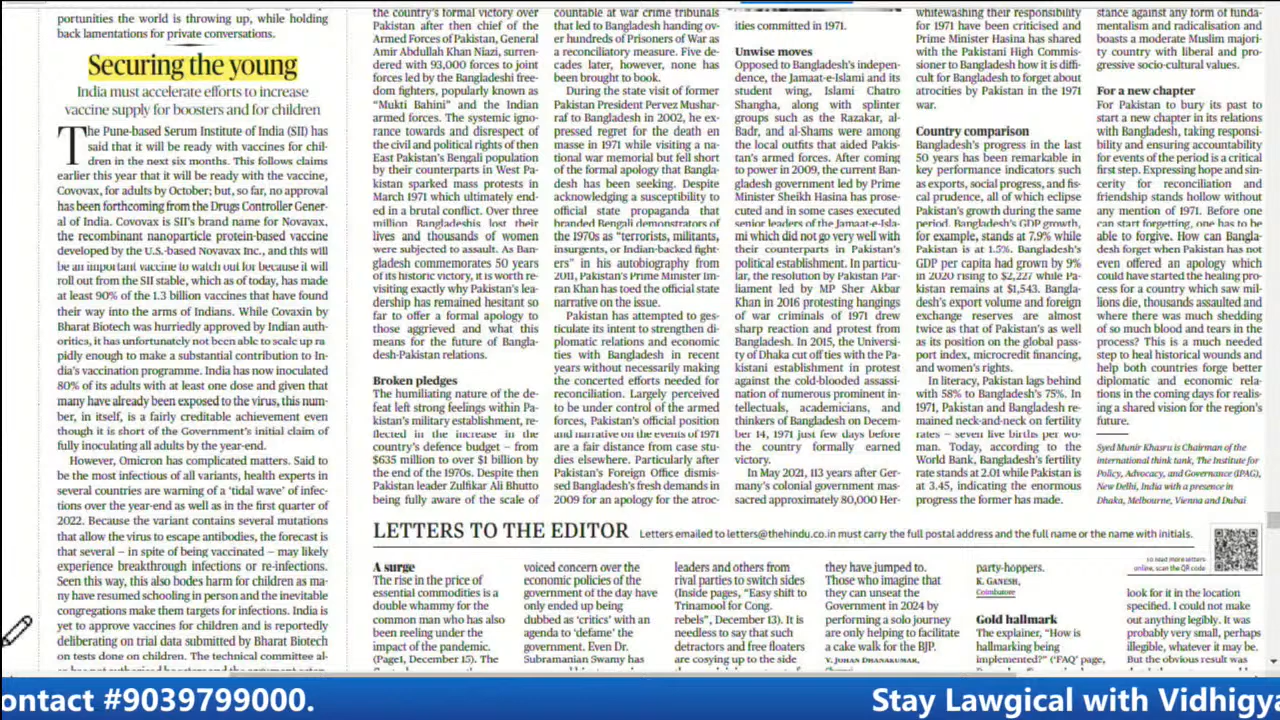 portunities the world is throwing up, while holding
back lamentations for private conversations.
Securing the young
India must accelerate efforts to increase
vaccine supply for boosters and for children
The Pune-based Serum Institute of India (SII) has
said that it will be ready with vaccines for chil-
dren in the next six months. This follows claims
earlier this year that it will be ready with the vaccine,
Covovax, for adults by October; but, so far, no approval
has been forthcoming from the Drugs Controller Gener-
al of India. Covovax is SII's brand name for Novavax,
the recombinant nanoparticle protein-based vaccine
developed by the U.S.-based Novavax Inc., and this will
be an important vaccine to watch out for because it will
roll out from the SII stable, which as of today, has made
at least 90% of the 1.3 billion vaccines that have found
their way into the arms of Indians. While Covaxin by
Bharat Biotech was hurriedly approved by Indian auth-
orities, it has unfortunately not been able to scale up ra-
pidly enough to make a substantial contribution to In-
dia's vaccination programme. India has now inoculated
80% of its adults with at least one dose and given that
many have already been exposed to the virus, this num-
ber, in itself, is a fairly creditable achievement even
though it is short of the Government's initial claim of
fully inoculating all adults by the year-end.
However, Omicron has complicated matters. Said to
be the most infectious of all variants, health experts in
several countries are warning of a 'tidal wave' of infec-
tions over the year-end as well as in the first quarter of
2022. Because the variant contains several mutations
that allow the virus to escape antibodies, the forecast is
that several – in spite of being vaccinated – may likely
experience breakthrough infections or re-infections.
Seen this way, this also bodes harm for children as ma-
ny have resumed schooling in person and the inevitable
congregations make them targets for infections. India is
yet to approve vaccines for children and is reportedly
deliberating on trial data submitted by Bharat Biotech
on tests done on children. The technical committee al-
the country's formal victory over
Pakistan after then chief of the
Armed Forces of Pakistan, General
Amir Abdullah Khan Niazi, surren-
dered with 93,000 forces to joint
forces led by the Bangladeshi free-
dom fighters, popularly known as
"Mukti Bahini" and the Indian
armed forces. The systemic igno-
rance towards and disrespect of
the civil and political rights of then
East Pakistan's Bengali population
by their counterparts in West Pa-
kistan sparked mass protests in
March 1971 which ultimately end-
ed in a brutal conflict. Over three
million Bangladeshis lost their
lives and thousands of women
were subjected to assault. As Ban-
gladesh commemorates 50 years
of its historic victory, it is worth re-
visiting exactly why Pakistan's lea-
dership has remained hesitant so
far to offer a formal apology to
those aggrieved and what this
means for the future of Bangla-
desh-Pakistan relations.
Broken pledges
The humiliating nature of the de-
feat left strong feelings within Pa-
kistan's military establishment, re-
flected in the increase in the
country's defence budget – from
$635 million to over $1 billion by
the end of the 1970s. Despite then
Pakistan leader Zulfikar Ali Bhutto
being fully aware of the scale of
countable at war crime tribunals
that led to Bangladesh handing ov-
er hundreds of Prisoners of War as
a reconciliatory measure. Five de-
cades later, however, none has
been brought to book.
During the state visit of former
Pakistan President Pervez Mushar-
raf to Bangladesh in 2002, he ex-
pressed regret for the death en
masse in 1971 while visiting a na-
tional war memorial but fell short
of the formal apology that Bangla-
desh has been seeking. Despite
acknowledging a susceptibility to
official state propaganda that
branded Bengali demonstrators of
the 1970s as "terrorists, militants,
insurgents, or Indian-backed fight-
ers" in his autobiography from
2011, Pakistan's Prime Minister Im-
ran Khan has toed the official state
narrative on the issue.
Pakistan has attempted to ges-
ticulate its intent to strengthen di-
plomatic relations and economic
ties with Bangladesh in recent
years without necessarily making
the concerted efforts needed for
reconciliation. Largely perceived
to be under control of the armed
forces, Pakistan's official position
and narrative on the events of 1971
are a far distance from case stu-
dies elsewhere. Particularly after
Pakistan's Foreign Office dismis-
sed Bangladesh's fresh demands in
2009 for an apology for the atroc-
ities committed in 1971.
Unwise moves
Opposed to Bangladesh's indepen-
dence, the Jamaat-e-Islami and its
student wing, Islami Chatro
Shangha, along with splinter
groups such as the Razakar, al-
Badr, and al-Shams were among
the local outfits that aided Pakis-
tan's armed forces. After coming
to power in 2009, the current Ban-
gladesh government led by Prime
Minister Sheikh Hasina has prose-
cuted and in some cases executed
senior leaders of the Jamaat-e-Isla-
mi which did not go very well with
their counterparts in Pakistan's
political establishment. In particu-
lar, the resolution by Pakistan Par-
liament led by MP Sher Akbar
Khan in 2016 protesting hangings
of war criminals of 1971 drew
sharp reaction and protest from
Bangladesh. In 2015, the Universi-
ty of Dhaka cut off ties with the Pa-
kistani establishment in protest
against the cold-blooded assassi-
nation of numerous prominent in-
tellectuals, academicians, and
thinkers of Bangladesh on Decem-
ber 14, 1971 just few days before
the country formally earned
victory.
In May 2021, 113 years after Ger-
many's colonial government mas-
sacred approximately 80,000 Her-
whitewashing their responsibility
for 1971 have been criticised and
Prime Minister Hasina has shared
with the Pakistani High Commis-
sioner to Bangladesh how it is diffi-
cult for Bangladesh to forget about
atrocities by Pakistan in the 1971
war.
Country comparison
Bangladesh's progress in the last
50 years has been remarkable in
key performance indicators such
as exports, social progress, and fis-
cal prudence, all of which eclipse
Pakistan's growth during the same
period. Bangladesh's GDP growth,
for example, stands at 7.9% while
Pakistan is at 1.5%. Bangladesh's
GDP per capita had grown by 9%
in 2020 rising to $2,227 while Pa-
kistan remains at $1,543. Bangla-
desh's export volume and foreign
exchange reserves are almost
twice as that of Pakistan's as well
as its position on the global pass-
port index, microcredit financing,
and women's rights.
In literacy, Pakistan lags behind
with 58% to Bangladesh's 75%. In
1971, Pakistan and Bangladesh re-
mained neck-and-neck on fertility
rates – seven live births per wo-
man. Today, according to the
World Bank, Bangladesh's fertility
rate stands at 2.01 while Pakistan is
at 3.45, indicating the enormous
progress the former has made.
stance against any form of funda-
mentalism and radicalisation and
boasts a moderate Muslim majori-
ty country with liberal and pro-
gressive socio-cultural values.
For a new chapter
For Pakistan to bury its past to
start a new chapter in its relations
with Bangladesh, taking responsi-
bility and ensuring accountability
for events of the period is a critical
first step. Expressing hope and sin-
cerity for reconciliation and
friendship stands hollow without
any mention of 1971. Before one
can start forgetting, one has to be
able to forgive. How can Bangla-
desh forget when Pakistan has not
even offered an apology which
could have started the healing pro-
cess for a country which saw mil-
lions die, thousands assaulted and
where there was much shedding
of so much blood and tears in the
process? This is a much needed
step to heal historical wounds and
help both countries forge better
diplomatic and economic rela-
tions in the coming days for realis-
ing a shared vision for the region's
future.
Syed Munir Khasru is Chairman of the
international think tank, The Institute for
Policy, Advocacy, and Governance (IPAG),
New Delhi, India with a presence in
Dhaka, Melbourne, Vienna and Dubai
LETTERS TO THE EDITOR
Letters emailed to letters@thehindu.co.in must carry the full postal address and the full name or the name with initials.
A surge
The rise in the price of
essential commodities is a
double whammy for the
common man who has also
been reeling under the
impact of the pandemic.
(Page1, December 15). The
voiced concern over the
economic policies of the
government of the day have
only ended up being
dubbed as 'critics' with an
agenda to 'defame' the
government. Even Dr.
Subramanian Swamy has
leaders and others from
rival parties to switch sides
(Inside pages, "Easy shift to
Trinamool for Cong.
rebels", December 13). It is
needless to say that such
detractors and free floaters
are cosying up to the side
they have jumped to.
Those who imagine that
they can unseat the
Government in 2024 by
performing a solo journey
are only helping to facilitate
a cake walk for the BJP.
V. JOHAN DHANAKUMAR,
party-hoppers.
K. GANESH,
Coimbatore
Gold hallmark
The explainer, "How is
hallmarking being
implemented?" ('FAQ' page,
to read more letters
online, scan the QR code
look for it in the location
specified. I could not make
out anything legibly. It was
probably very small, perhaps
illegible, whatever it may be.
But the obvious result was
ontact #9039799000.
Stay Lawgical with Vidhigya